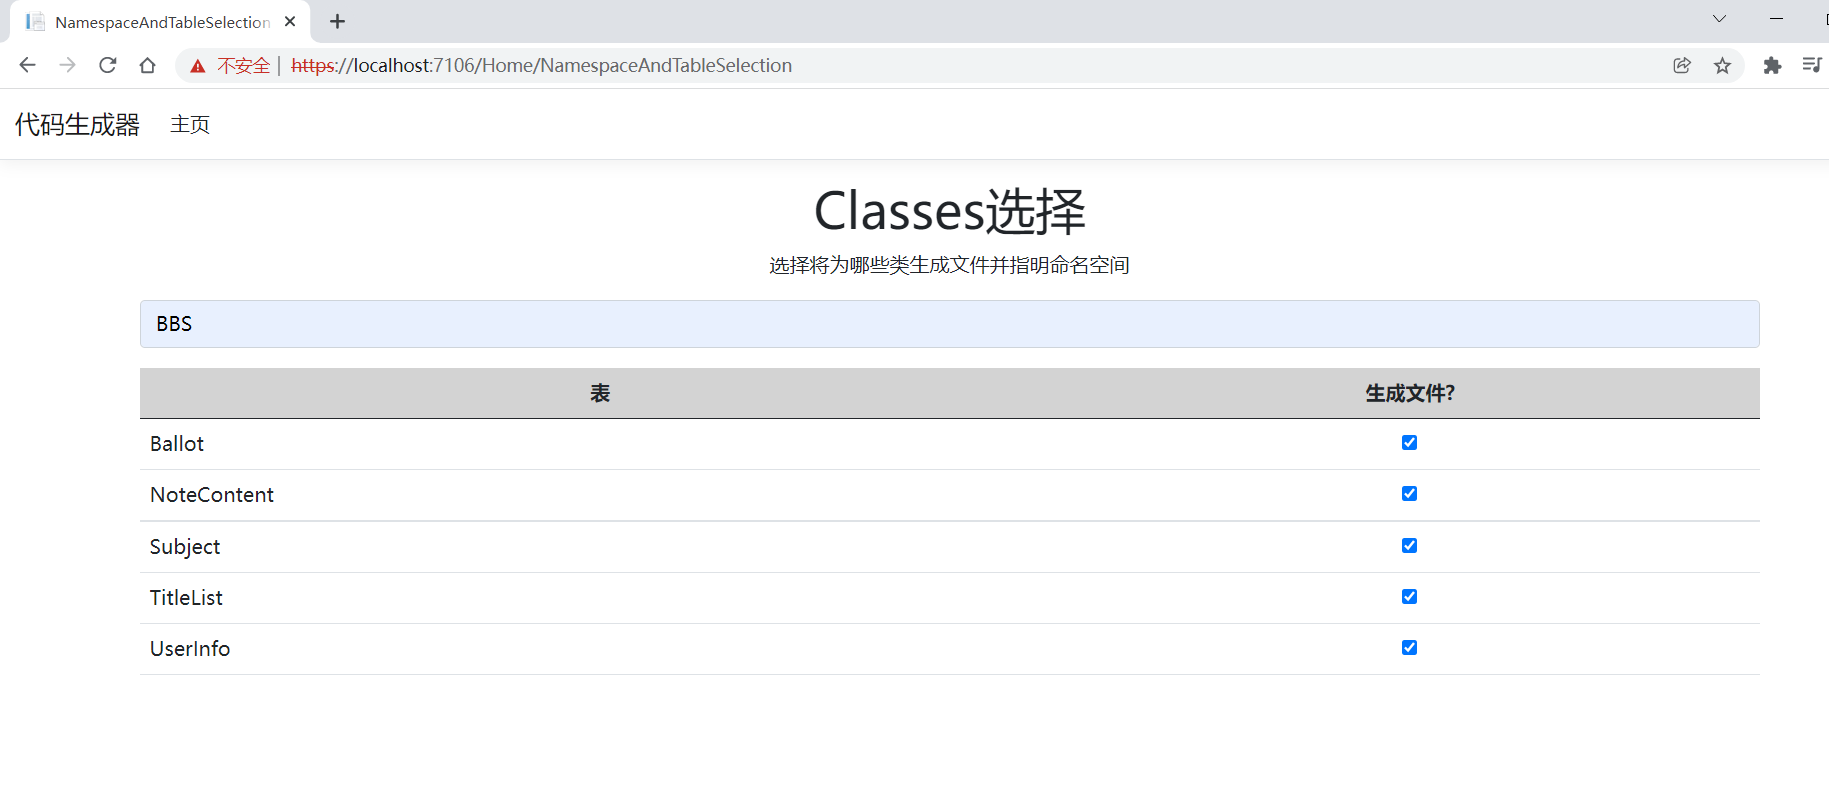 NamespaceAndTableSelection
不安全 | https://localhost:7106/Home/NamespaceAndTableSelection
代码生成器 主页
Classes选择
选择将为哪些类生成文件并指明命名空间
BBS
表 生成文件?
Ballot
NoteContent
Subject
TitleList
UserInfo